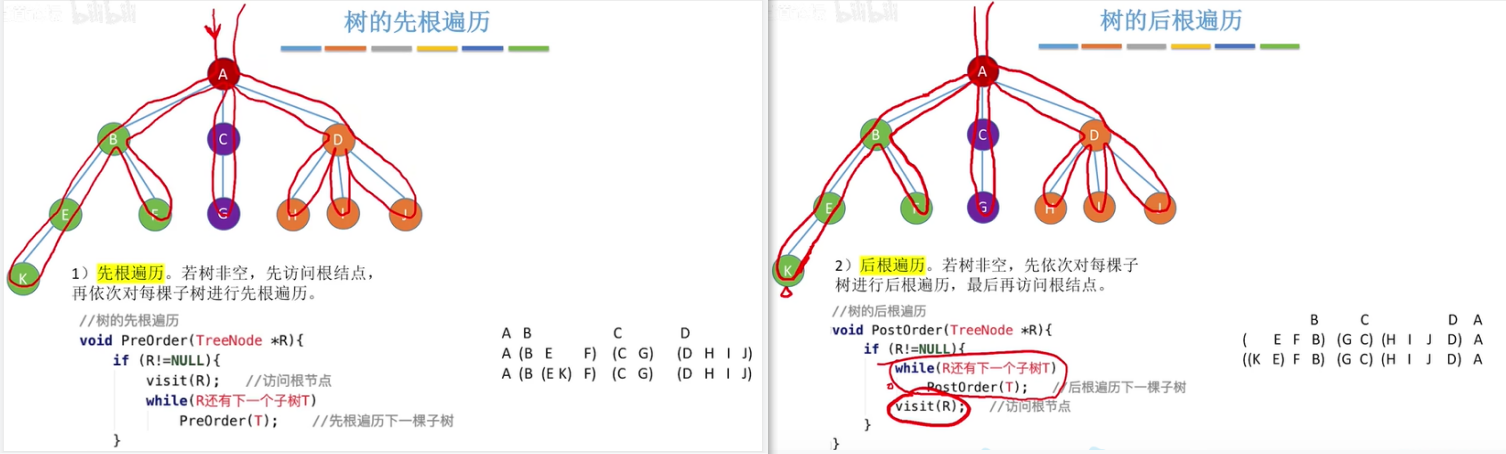 bilibili
树的先根遍历
A
B
C
D
E
F
G
H
I
J
K
1）先根遍历。若树非空，先访问根结点，
再依次对每棵子树进行先根遍历。
//树的先根遍历
void PreOrder(TreeNode *R){
if (R!=NULL){
visit(R); //访问根节点
while(R还有下一个子树T)
PreOrder(T); //先根遍历下一棵子树
}
A B C D
A (B E F) (C G) (D H I J)
A (B (E K) F) (C G) (D H I J)
bilibili
树的后根遍历
A
B
C
D
E
F
G
H
I
J
K
2）后根遍历。若树非空，先依次对每棵子
树进行后根遍历，最后再访问根结点。
//树的后根遍历
void PostOrder(TreeNode *R){
if (R!=NULL){
while(R还有下一个子树T)
PostOrder(T); //后根遍历下一棵子树
visit(R); //访问根节点
}
}
B C D A
( E F B) (G C) (H I J D) A
((K E) F B) (G C) (H I J D) A